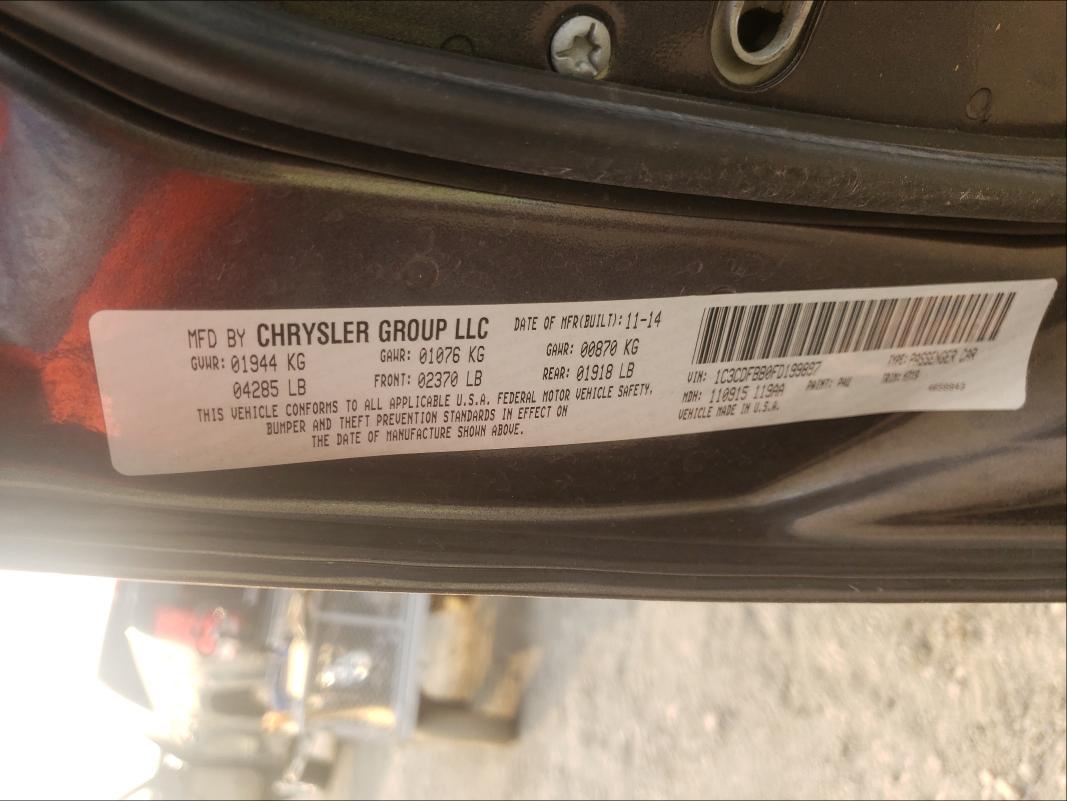 MFD BY CHRYSLER GROUP LLC DATE OF MFR(BUILT): 11-14
GVWR: 01944 KG GAWR: 01076 KG GAWR: 00870 KG
04285 LB FRONT: 02370 LB REAR: 01918 LB
THIS VEHICLE CONFORMS TO ALL APPLICABLE U.S.A. FEDERAL MOTOR VEHICLE SAFETY,
BUMPER AND THEFT PREVENTION STANDARDS IN EFFECT ON
THE DATE OF MANUFACTURE SHOWN ABOVE.
VIN: 1C3CDFBB0FD199897 TYPE: PASSENGER CAR
MDH: 110915 119AA PAINT: PAU TRIM:
VEHICLE MADE IN U.S.A.